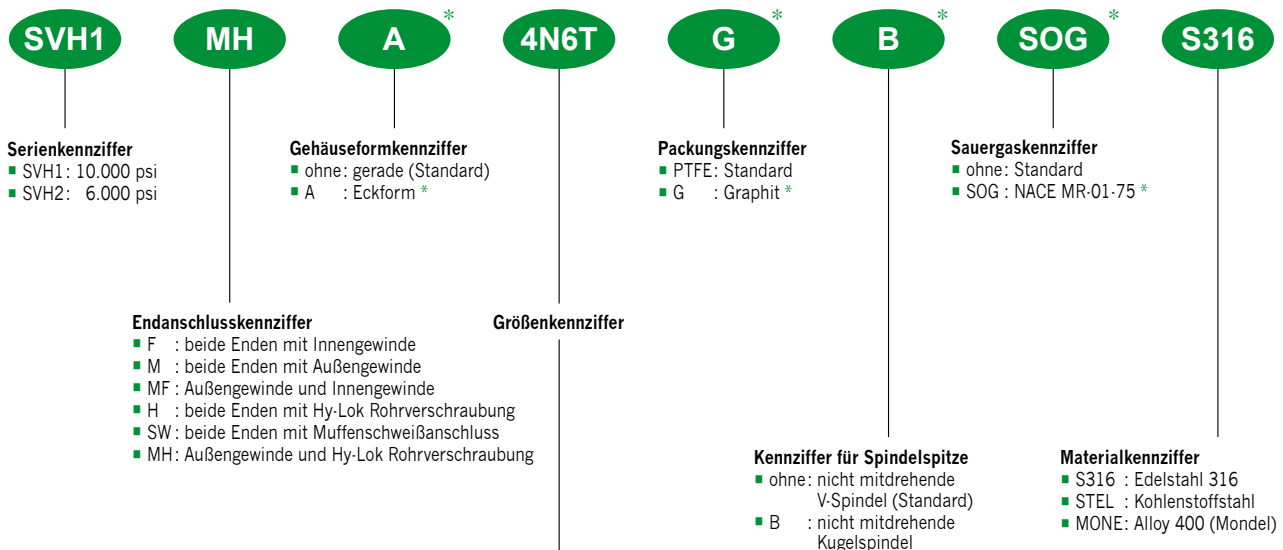 SVH1 MH A* 4N6T G* B* SOG* S316
Serienkennziffer
■ SVH1: 10.000 psi
■ SVH2: 6.000 psi
Gehäuseformkennziffer
■ ohne: gerade (Standard)
■ A : Eckform *
Packungskennziffer
■ PTFE: Standard
■ G : Graphit *
Sauergaskennziffer
■ ohne: Standard
■ SOG : NACE MR-01-75 *
Endanschlusskennziffer
■ F : beide Enden mit Innengewinde
■ M : beide Enden mit Außengewinde
■ MF: Außengewinde und Innengewinde
■ H : beide Enden mit Hy-Lok Rohrverschraubung
■ SW: beide Enden mit Muffenschweißanschluss
■ MH: Außengewinde und Hy-Lok Rohrverschraubung
Größenkennziffer
Kennziffer für Spindelspitze
■ ohne: nicht mitdrehende
V-Spindel (Standard)
■ B : nicht mitdrehende
Kugelspindel
Materialkennziffer
■ S316 : Edelstahl 316
■ STEL : Kohlenstoffstahl
■ MONE: Alloy 400 (Mondel)